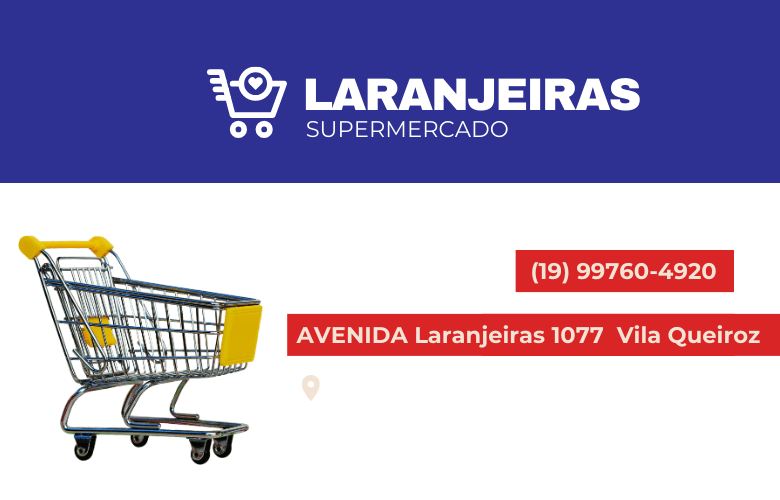 LARANJEIRAS
SUPERMERCADO
(19) 99760-4920
AVENIDA Laranjeiras 1077  Vila Queiroz